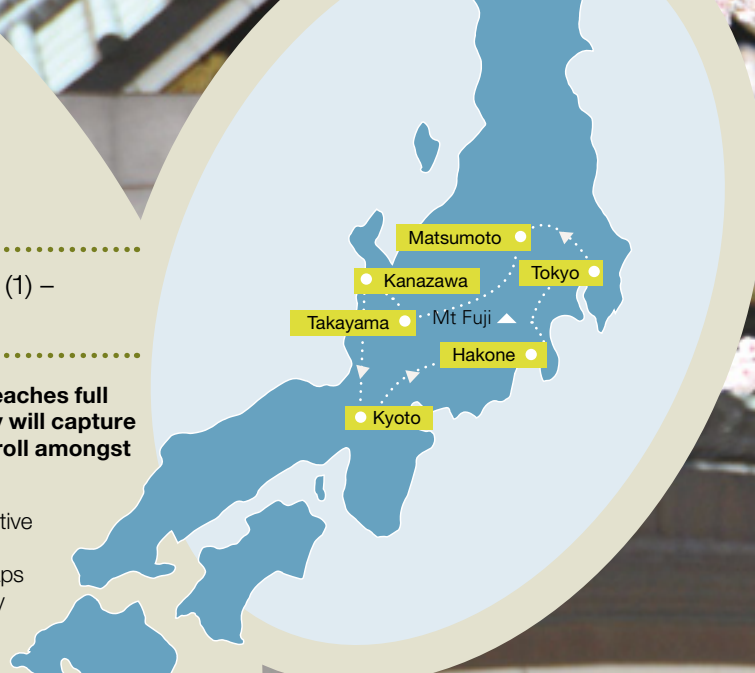 (1) –
eaches full
will capture
roll amongst
tive
ps
Matsumoto
Tokyo
Kanazawa
Takayama
Mt Fuji
Hakone
Kyoto